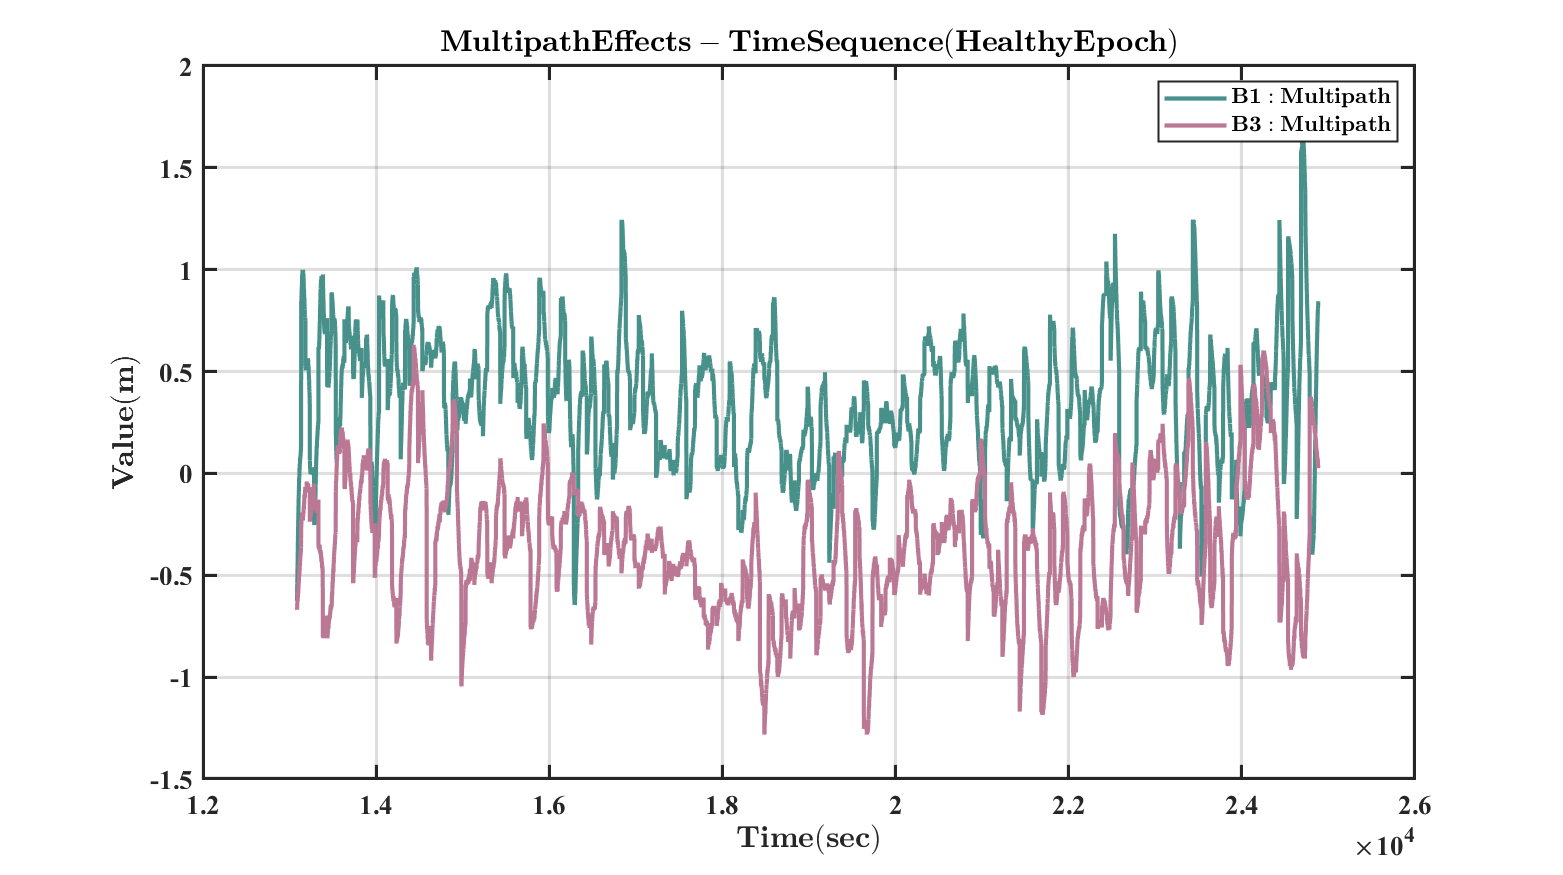 MultipathEffects – TimeSequence(HealthyEpoch)
B1 : Multipath
B3 : Multipath
Value(m)
2
1.5
1
0.5
0
-0.5
-1
-1.5
1.2 1.4 1.6 1.8 2 2.2 2.4 2.6
Time(sec)
×10⁴